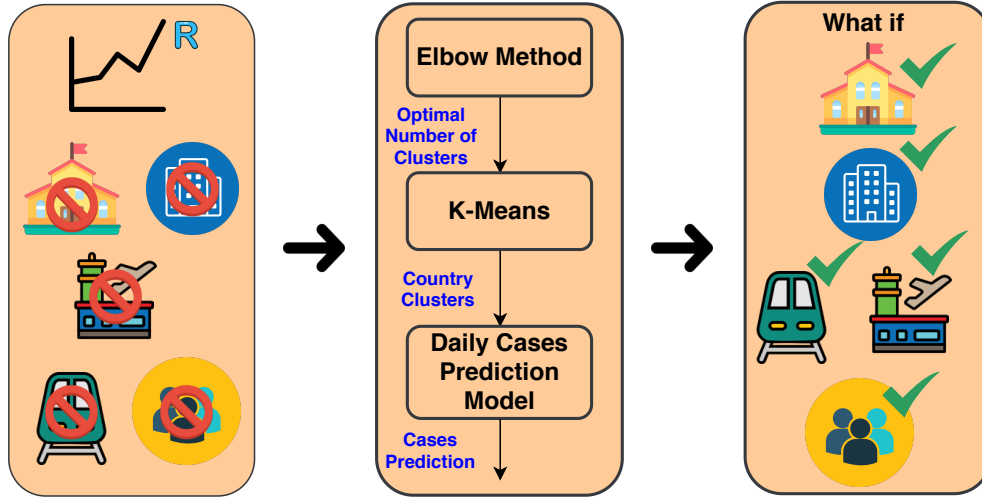 R
Elbow Method
Optimal
Number of
Clusters
K-Means
Country
Clusters
Daily Cases
Prediction
Model
Cases
Prediction
What if